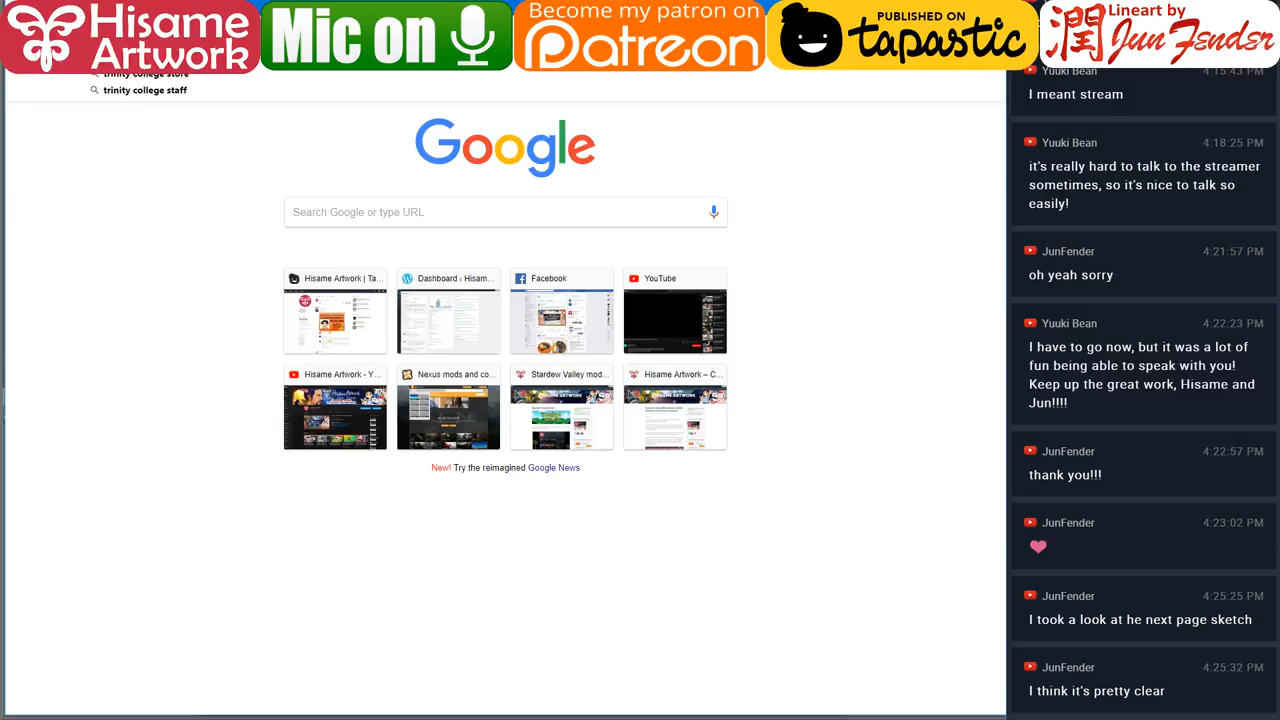 Hisame
Artwork
Mic on
Become my patron on
Patreon
PUBLISHED ON
tapastic
Lineart by
潤 JunFender
trinity college store
trinity college staff
Google
Search Google or type URL
Hisame Artwork | Ta...
Dashboard ‹ Hisam...
Facebook
YouTube
Hisame Artwork - Y...
Nexus mods and co...
Stardew Valley mod...
Hisame Artwork – C...
New! Try the reimagined Google News
Yuuki Bean 4:15:43 PM
I meant stream
Yuuki Bean 4:18:25 PM
it's really hard to talk to the streamer
sometimes, so it's nice to talk so
easily!
JunFender 4:21:57 PM
oh yeah sorry
Yuuki Bean 4:22:23 PM
I have to go now, but it was a lot of
fun being able to speak with you!
Keep up the great work, Hisame and
Jun!!!!
JunFender 4:22:57 PM
thank you!!!
JunFender 4:23:02 PM
JunFender 4:25:25 PM
I took a look at he next page sketch
JunFender 4:25:32 PM
I think it's pretty clear